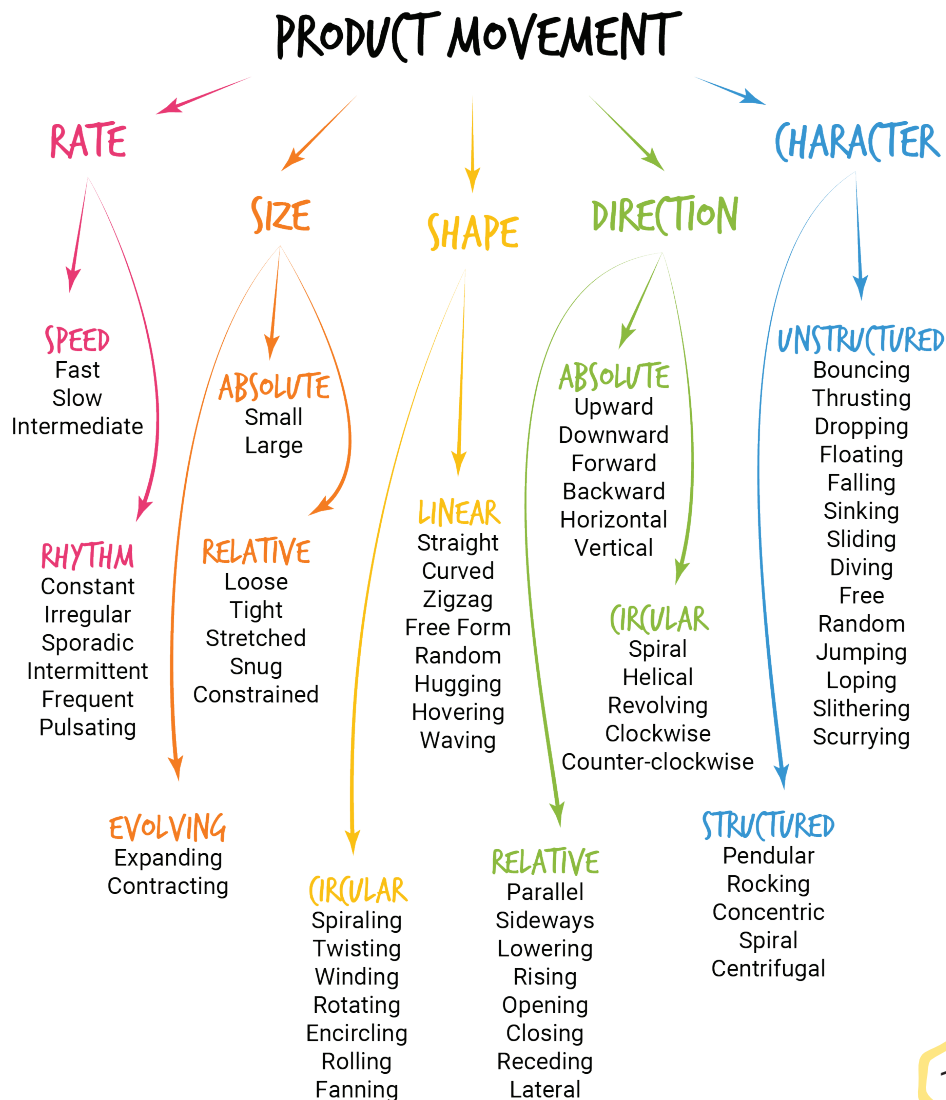 PRODUCT MOVEMENT
RATE
SPEED
Fast
Slow
Intermediate
RHYTHM
Constant
Irregular
Sporadic
Intermittent
Frequent
Pulsating
SIZE
ABSOLUTE
Small
Large
RELATIVE
Loose
Tight
Stretched
Snug
Constrained
EVOLVING
Expanding
Contracting
SHAPE
LINEAR
Straight
Curved
Zigzag
Free Form
Random
Hugging
Hovering
Waving
CIRCULAR
Spiraling
Twisting
Winding
Rotating
Encircling
Rolling
Fanning
DIRECTION
ABSOLUTE
Upward
Downward
Forward
Backward
Horizontal
Vertical
CIRCULAR
Spiral
Helical
Revolving
Clockwise
Counter-clockwise
RELATIVE
Parallel
Sideways
Lowering
Rising
Opening
Closing
Receding
Lateral
CHARACTER
UNSTRUCTURED
Bouncing
Thrusting
Dropping
Floating
Falling
Sinking
Sliding
Diving
Free
Random
Jumping
Loping
Slithering
Scurrying
STRUCTURED
Pendular
Rocking
Concentric
Spiral
Centrifugal